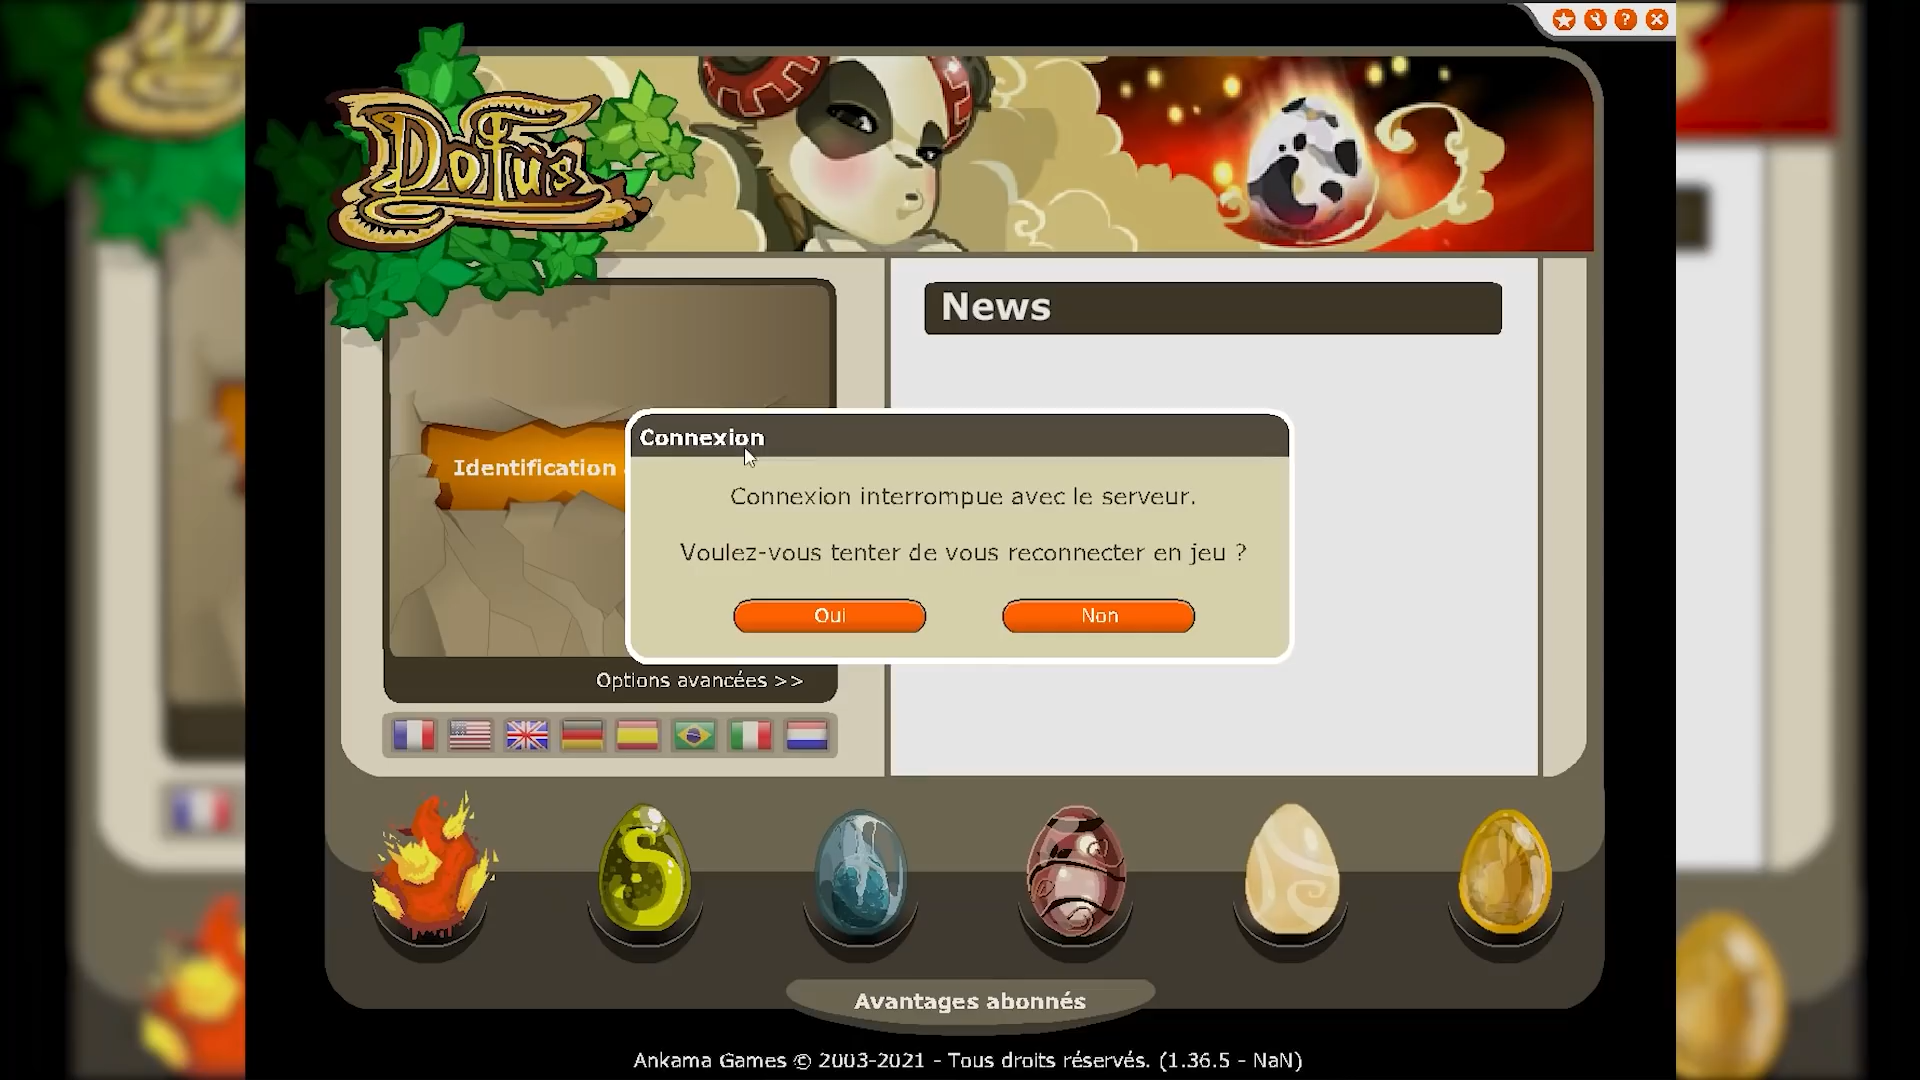 Dofus
News
Connexion
Identification
Connexion interrompue avec le serveur.
Voulez-vous tenter de vous reconnecter en jeu ?
Oui
Non
Options avancées >>
Avantages abonnés
Ankama Games © 2003-2021 - Tous droits réservés. (1.36.5 - NaN)